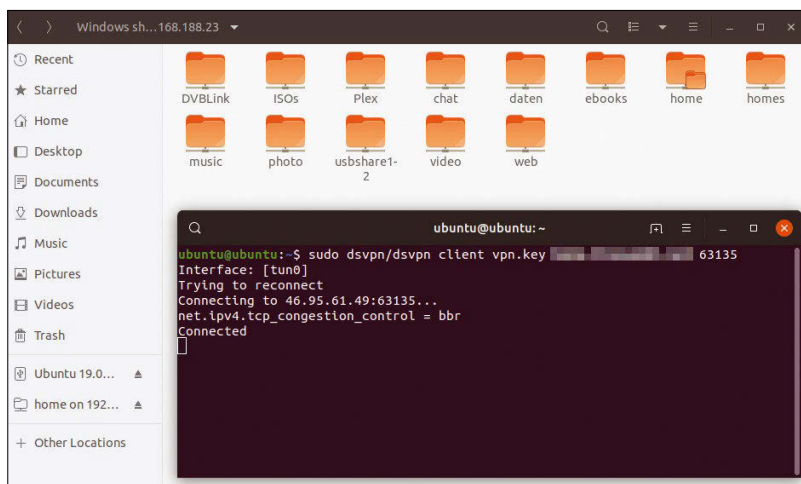 Windows sh...168.188.23
Recent
Starred
Home
Desktop
Documents
Downloads
Music
Pictures
Videos
Trash
Ubuntu 19.0...
home on 192...
+ Other Locations
DVBLink
ISOs
Plex
chat
daten
ebooks
home
homes
music
photo
usbshare1-
2
video
web
ubuntu@ubuntu: ~
ubuntu@ubuntu:~$ sudo dsvpn/dsvpn client vpn.key 63135
Interface: [tun0]
Trying to reconnect
Connecting to 46.95.61.49:63135...
net.ipv4.tcp_congestion_control = bbr
Connected